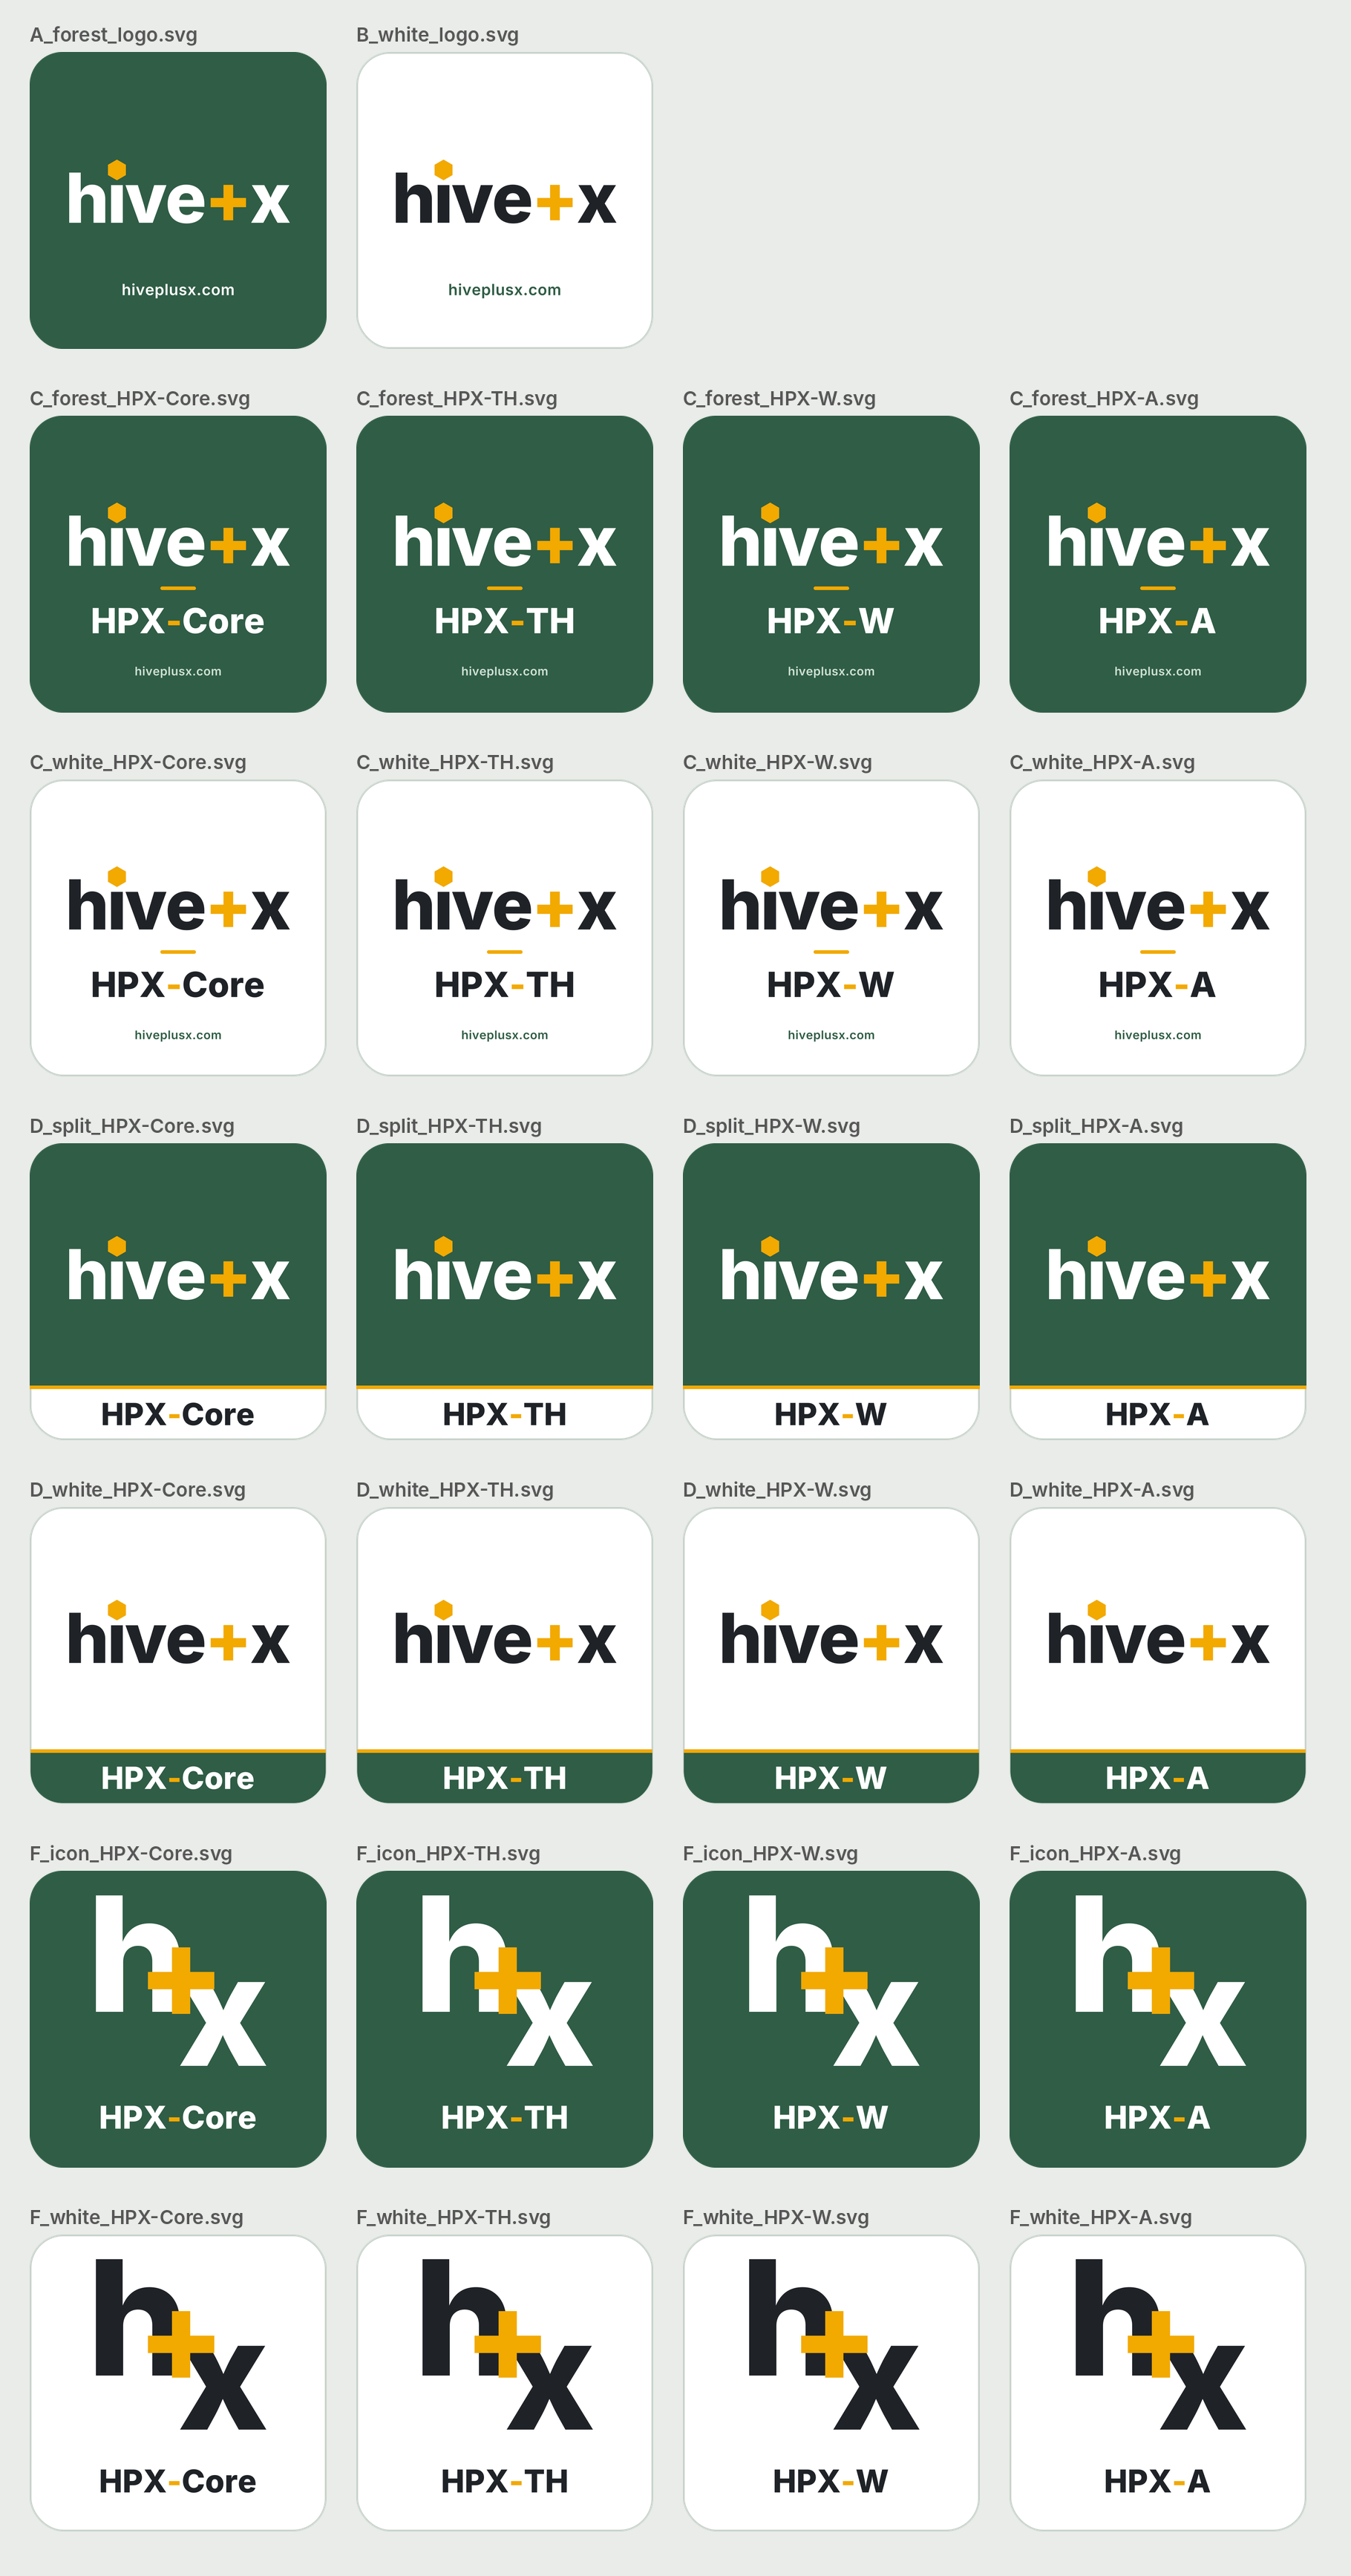 A_forest_logo.svg B_white_logo.svg
hive+x hive+x
hiveplusx.com hiveplusx.com
C_forest_HPX-Core.svg C_forest_HPX-TH.svg C_forest_HPX-W.svg C_forest_HPX-A.svg
hive+x hive+x hive+x hive+x
HPX-Core HPX-TH HPX-W HPX-A
hiveplusx.com hiveplusx.com hiveplusx.com hiveplusx.com
C_white_HPX-Core.svg C_white_HPX-TH.svg C_white_HPX-W.svg C_white_HPX-A.svg
hive+x hive+x hive+x hive+x
HPX-Core HPX-TH HPX-W HPX-A
hiveplusx.com hiveplusx.com hiveplusx.com hiveplusx.com
D_split_HPX-Core.svg D_split_HPX-TH.svg D_split_HPX-W.svg D_split_HPX-A.svg
hive+x hive+x hive+x hive+x
HPX-Core HPX-TH HPX-W HPX-A
D_white_HPX-Core.svg D_white_HPX-TH.svg D_white_HPX-W.svg D_white_HPX-A.svg
hive+x hive+x hive+x hive+x
HPX-Core HPX-TH HPX-W HPX-A
F_icon_HPX-Core.svg F_icon_HPX-TH.svg F_icon_HPX-W.svg F_icon_HPX-A.svg
h+x h+x h+x h+x
HPX-Core HPX-TH HPX-W HPX-A
F_white_HPX-Core.svg F_white_HPX-TH.svg F_white_HPX-W.svg F_white_HPX-A.svg
h+x h+x h+x h+x
HPX-Core HPX-TH HPX-W HPX-A